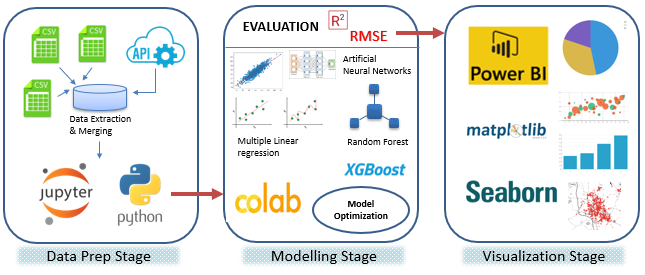 CSV
CSV
CSV
API
Data Extraction
& Merging
jupyter
python
Data Prep Stage
EVALUATION
R²
RMSE
Artificial
Neural Networks
Multiple Linear
regression
Random Forest
XGBoost
colab
Model
Optimization
Modelling Stage
Power BI
matplotlib
Seaborn
Visualization Stage